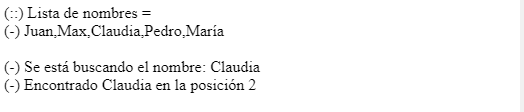 (::) Lista de nombres =
(-) Juan,Max,Claudia,Pedro,María
(-) Se está buscando el nombre: Claudia
(-) Encontrado Claudia en la posición 2